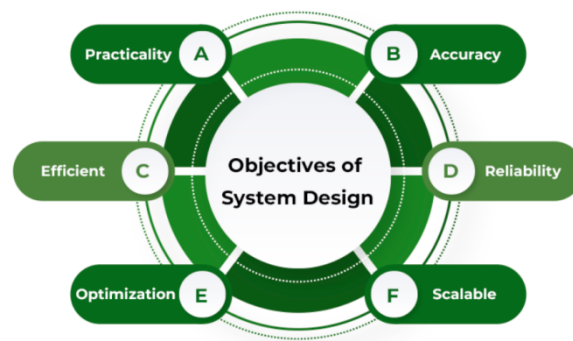 Practicality A
B Accuracy
Efficient C
Objectives of
System Design
D Reliability
Optimization E
F Scalable